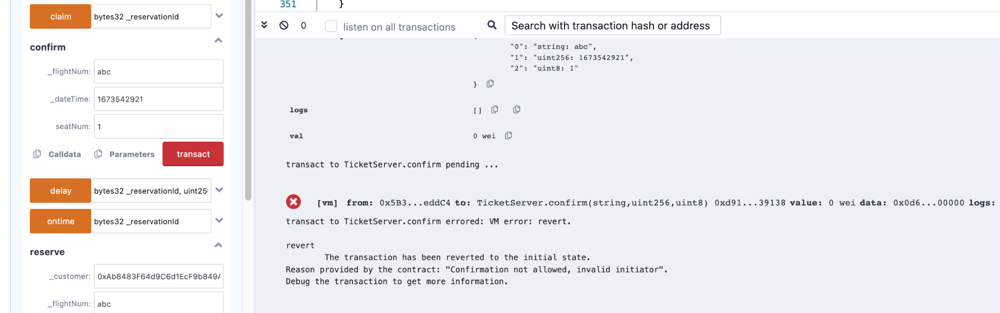 claim bytes32 _reservationId
confirm
_flightNum: abc
_dateTime: 1673542921
seatNum: 1
Calldata Parameters transact
delay bytes32 _reservationId, uint25
ontime bytes32 _reservationId
reserve
_customer: 0xAb8483F64d9C6d1EcF9b849A
_flightNum: abc
351 }
0 listen on all transactions Search with transaction hash or address
"0": "string: abc",
"1": "uint256: 1673542921",
"2": "uint8: 1"
}
logs []
val 0 wei
transact to TicketServer.confirm pending ...
[vm] from: 0x5B3...eddC4 to: TicketServer.confirm(string,uint256,uint8) 0xd91...39138 value: 0 wei data: 0x0d6...00000 logs:
transact to TicketServer.confirm errored: VM error: revert.
revert
The transaction has been reverted to the initial state.
Reason provided by the contract: "Confirmation not allowed, invalid initiator".
Debug the transaction to get more information.